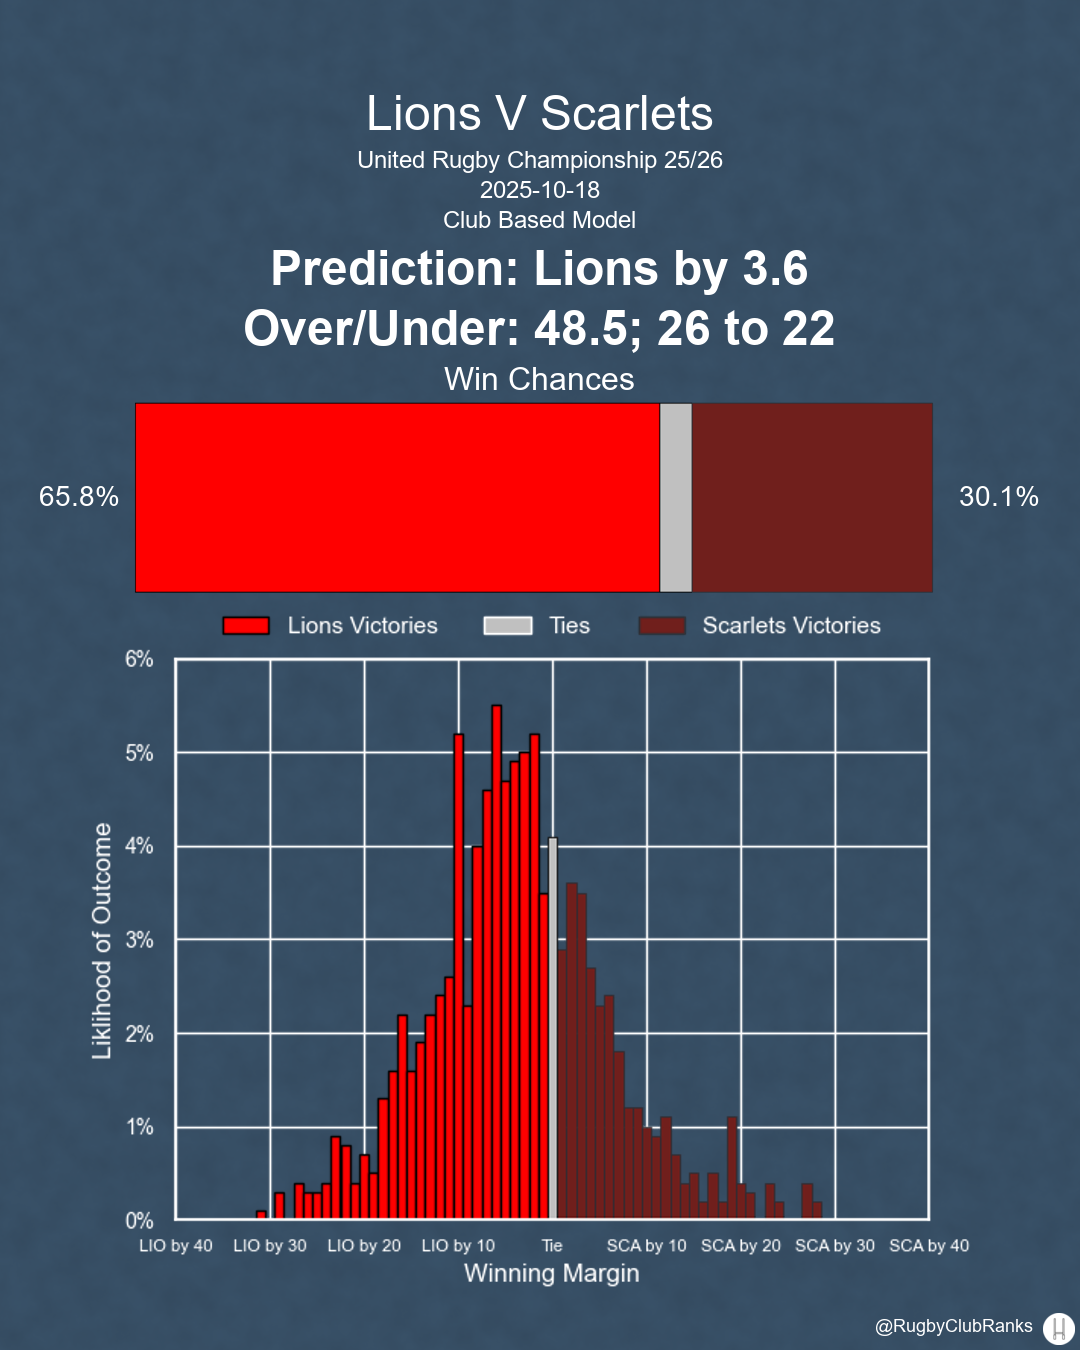 Lions V Scarlets
United Rugby Championship 25/26
2025-10-18
Club Based Model
Prediction: Lions by 3.6
Over/Under: 48.5; 26 to 22
Win Chances
65.8%
30.1%
Lions Victories Ties Scarlets Victories
6%
5%
4%
3%
2%
1%
0%
Liklihood of Outcome
LIO by 40 LIO by 30 LIO by 20 LIO by 10 Tie SCA by 10 SCA by 20 SCA by 30 SCA by 40
Winning Margin
@RugbyClubRanks